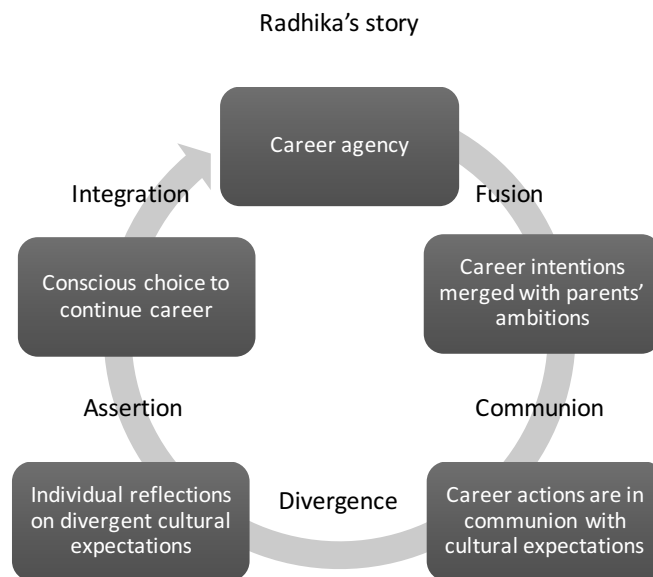 Radhika’s story
Career agency
Fusion
Career intentions
merged with parents’
ambitions
Communion
Career actions are in
communion with
cultural expectations
Divergence
Individual reflections
on divergent cultural
expectations
Assertion
Conscious choice to
continue career
Integration